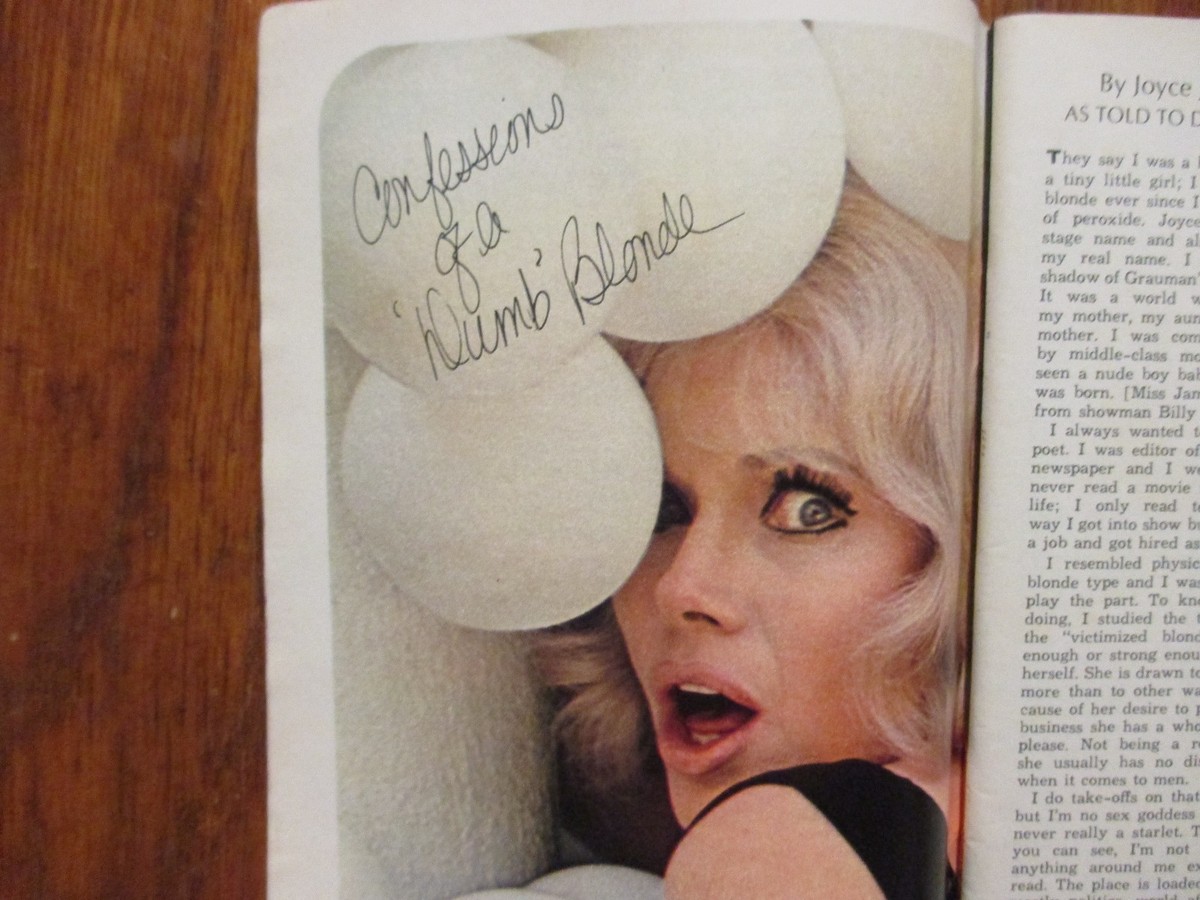 Confessions
of a
'Dumb' Blonde
By Joyce
AS TOLD TO
They say I was a
a tiny little girl; I
blonde ever since I
of peroxide. Joyce
stage name and al
my real name. I
shadow of Grauman'
It was a world w
my mother, my aun
mother. I was com
by middle-class mo
seen a nude boy bab
was born. [Miss Jam
from showman Billy
I always wanted t
poet. I was editor of
newspaper and I we
never read a movie
life; I only read t
way I got into show bu
a job and got hired as
I resembled physic
blonde type and I was
play the part. To kno
doing, I studied the t
the "victimized blond
enough or strong enou
herself. She is drawn to
more than to other wa
cause of her desire to p
business she has a who
please. Not being a re
she usually has no dis
when it comes to men.
I do take-offs on that
but I'm no sex goddess
never really a starlet. T
you can see, I'm not
anything around me ex
read. The place is loaded